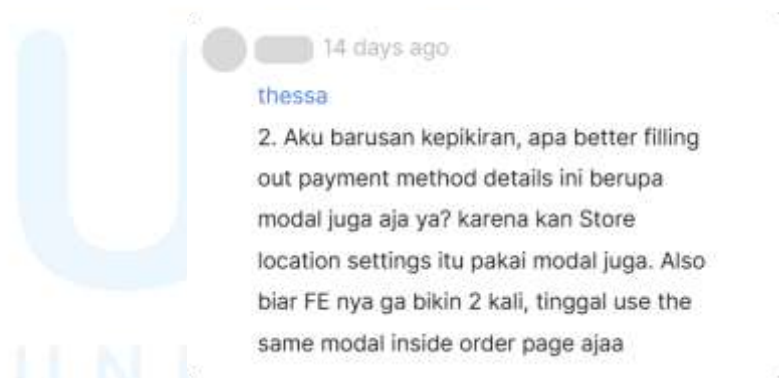 14 days ago
thessa
2. Aku barusan kepikiran, apa better filling
out payment method details ini berupa
modal juga aja ya? karena kan Store
location settings itu pakai modal juga. Also
biar FE nya ga bikin 2 kali, tinggal use the
same modal inside order page ajaa